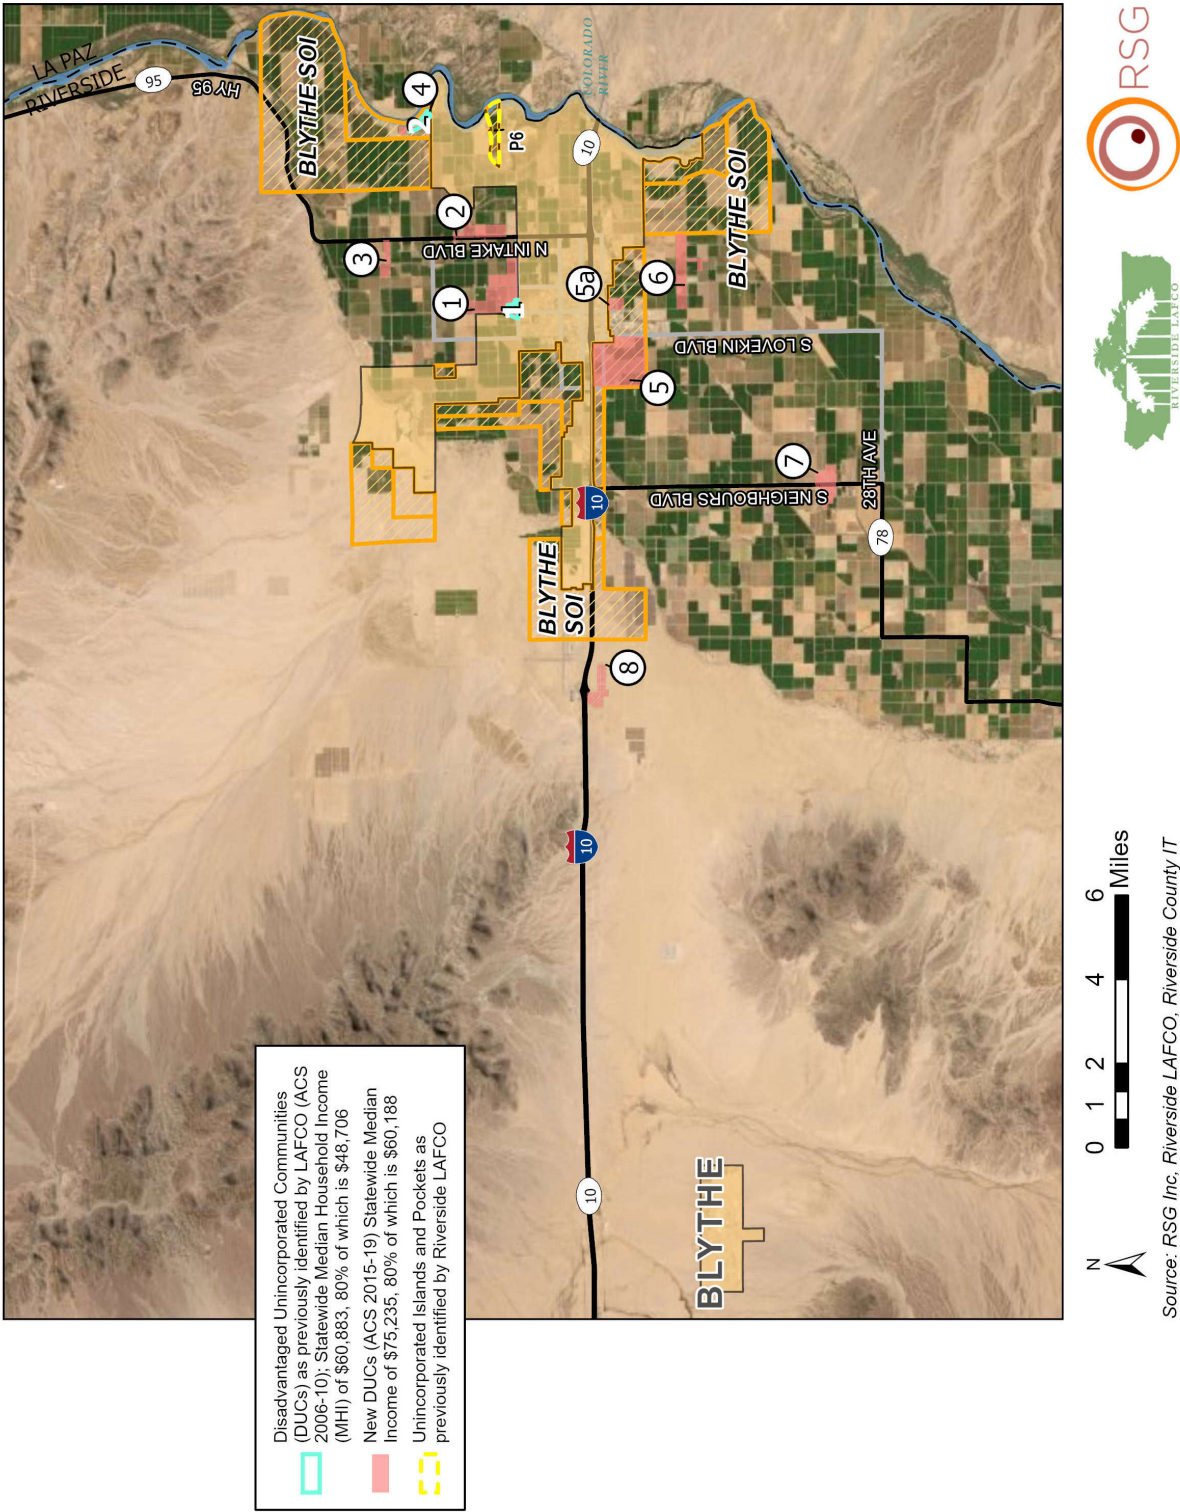 Disadvantaged Unincorporated Communities
(DUCs) as previously identified by LAFCO (ACS
2006-10); Statewide Median Household Income
(MHI) of $60,883, 80% of which is $48,706
New DUCs (ACS 2015-19) Statewide Median
Income of $75,235, 80% of which is $60,188
Unincorporated Islands and Pockets as
previously identified by Riverside LAFCO
LA PAZ
RIVERSIDE
95
HY 95
BLYTHE SOI
4
2
P6
COLORADO
RIVER
10
3
2
N INTAKE BLVD
1
1
5a
6
BLYTHE SOI
S LOVEKIN BLVD
5
7
S NEIGHBOURS BLVD
28TH AVE
78
10
BLYTHE
SOI
8
10
10
BLYTHE
N
0 1 2 4 6
Miles
Source: RSG Inc, Riverside LAFCO, Riverside County IT
RIVERSIDE LAFCO
RSG